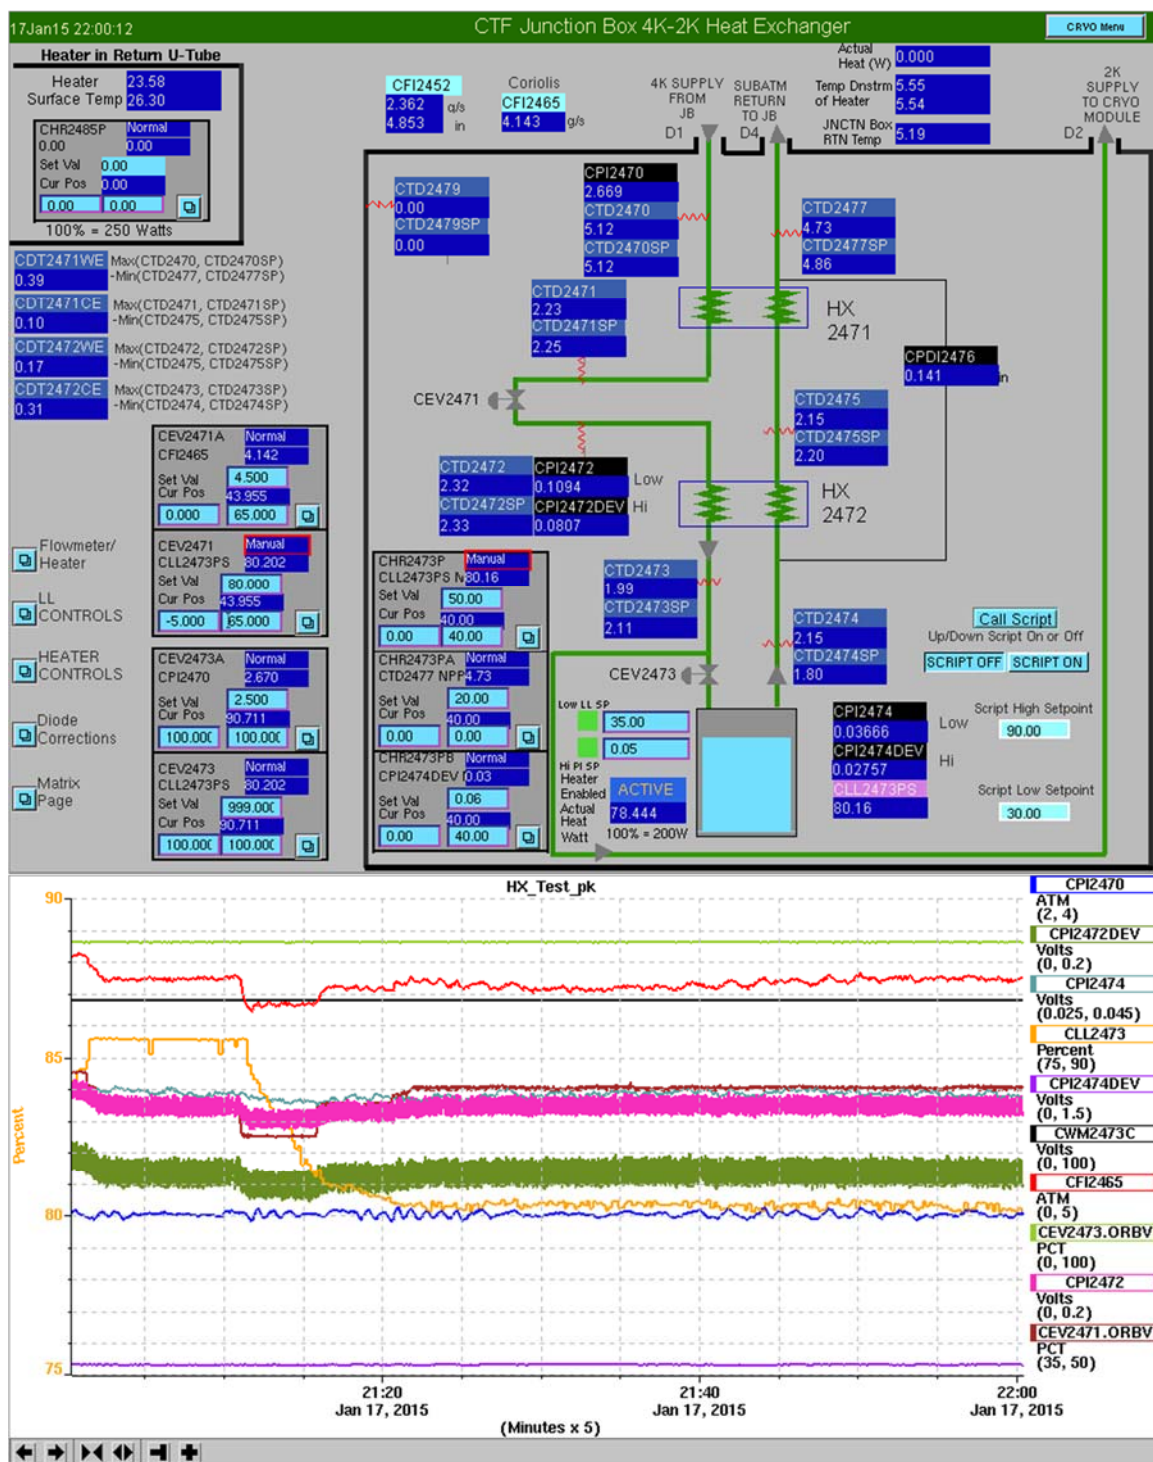 17Jan15 22:00:12
CTF Junction Box 4K-2K Heat Exchanger
CRYO Menu
Heater in Return U-Tube
Heater
Surface Temp
23.58
26.30
CHR2485P
Normal
0.00
0.00
Set Val
0.00
Cur Pos
0.00
0.00
0.00
100% = 250 Watts
CFI2452
2.362
g/s
4.853
in
Coriolis
CFI2465
4.143
g/s
4K SUPPLY
FROM
JB
D1
SUBATM
RETURN
TO JB
D4
Actual
Heat (W)
0.000
Temp Dnstrm
of Heater
5.55
5.54
JNCTN Box
RTN Temp
5.19
2K
SUPPLY
TO CRYO
MODULE
D2
CDT2471WE
0.39
Max(CTD2470, CTD2470SP)
-Min(CTD2477, CTD2477SP)
CDT2471CE
0.10
Max(CTD2471, CTD2471SP)
-Min(CTD2475, CTD2475SP)
CDT2472WE
0.17
Max(CTD2472, CTD2472SP)
-Min(CTD2475, CTD2475SP)
CDT2472CE
0.31
Max(CTD2473, CTD2473SP)
-Min(CTD2474, CTD2474SP)
CTD2479
0.00
CTD2479SP
0.00
CPI2470
2.669
CTD2470
5.12
CTD2470SP
5.12
CTD2477
4.73
CTD2477SP
4.86
CTD2471
2.23
CTD2471SP
2.25
HX
2471
CPDI2476
0.141
in
CEV2471
CTD2475
2.15
CTD2475SP
2.20
CTD2472
2.32
CTD2472SP
2.33
CPI2472
0.1094
CPI2472DEV
0.0807
Low
Hi
HX
2472
CEV2471A
Normal
CFI2465
4.142
Set Val
4.500
Cur Pos
43.955
0.000
65.000
CEV2471
Manual
CLL2473PS
80.202
Set Val
80.000
Cur Pos
43.955
-5.000
65.000
CEV2473A
Normal
CPI2470
2.670
Set Val
2.500
Cur Pos
90.711
100.000
100.000
CEV2473
Normal
CLL2473PS
80.202
Set Val
999.000
Cur Pos
90.711
100.000
100.000
Flowmeter/
Heater
LL
CONTROLS
HEATER
CONTROLS
Diode
Corrections
Matrix
Page
CHR2473P
Manual
CLL2473PS N
80.16
Set Val
50.00
Cur Pos
40.00
0.00
40.00
CHR2473PA
Normal
CTD2477 NPP
4.73
Set Val
20.00
Cur Pos
40.00
0.00
0.00
CHR2473PB
Normal
CPI2474DEV
0.03
Set Val
0.06
Cur Pos
40.00
0.00
40.00
CTD2473
1.99
CTD2473SP
2.11
CTD2474
2.15
CTD2474SP
1.80
CEV2473
Low LL SP
35.00
0.05
Hi PI SP
Heater
Enabled
ACTIVE
Actual
Heat
Watt
78.444
100% = 200W
Call Script
Up/Down Script On or Off
SCRIPT OFF
SCRIPT ON
CPI2474
0.03666
CPI2474DEV
0.02757
CLL2473PS
80.16
Low
Hi
Script High Setpoint
90.00
Script Low Setpoint
30.00
HX_Test_pk
90
85
80
75
Percent
21:20
Jan 17, 2015
21:40
Jan 17, 2015
22:00
Jan 17, 2015
(Minutes x 5)
CPI2470
ATM
(2, 4)
CPI2472DEV
Volts
(0, 0.2)
CPI2474
Volts
(0.025, 0.045)
CLL2473
Percent
(75, 90)
CPI2474DEV
Volts
(0, 1.5)
CWM2473C
Volts
(0, 100)
CFI2465
ATM
(0, 5)
CEV2473.ORBV
PCT
(0, 100)
CPI2472
Volts
(0, 0.2)
CEV2471.ORBV
PCT
(35, 50)